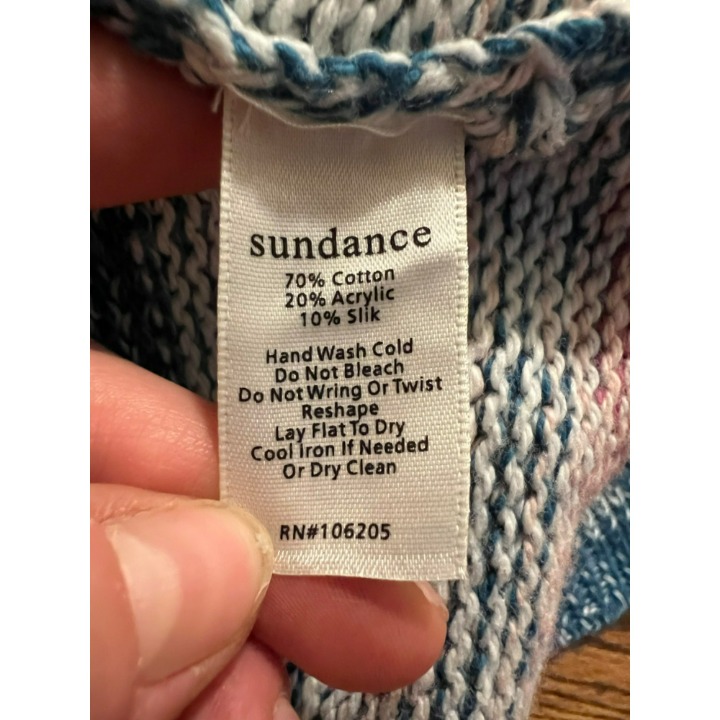 sundance
70% Cotton
20% Acrylic
10% Slik
Hand Wash Cold
Do Not Bleach
Do Not Wring Or Twist
Reshape
Lay Flat To Dry
Cool Iron If Needed
Or Dry Clean
RN#106205